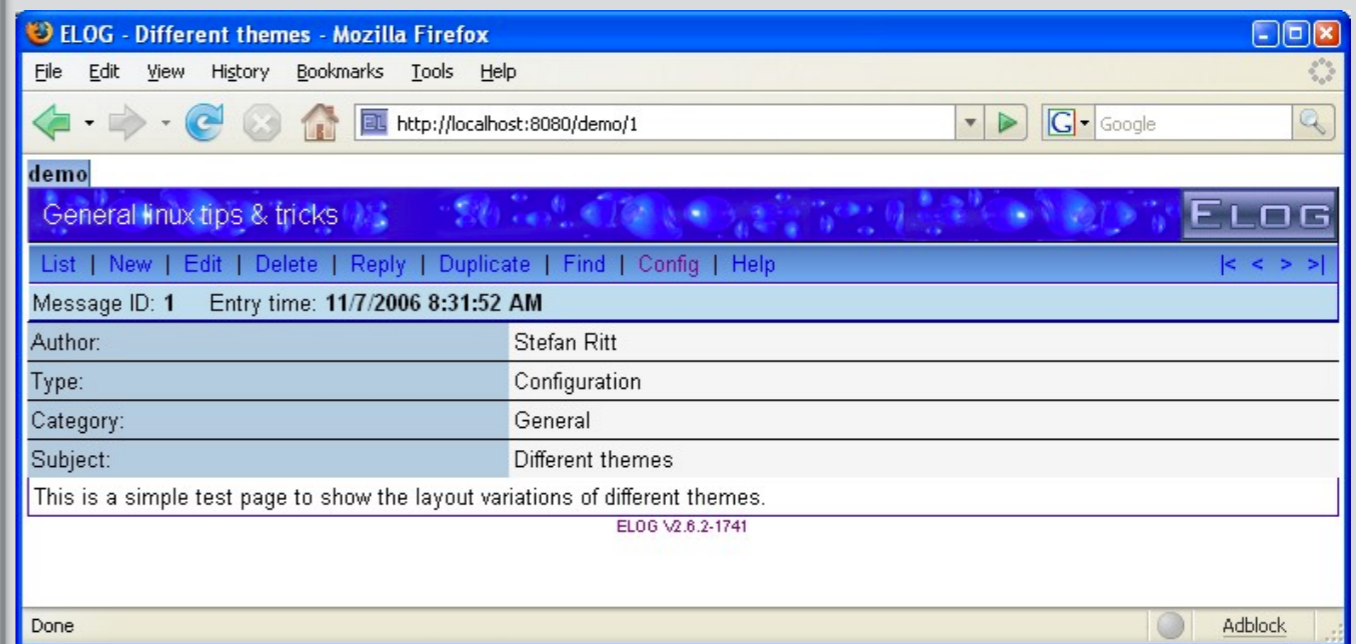 ELOG - Different themes - Mozilla Firefox
File Edit View History Bookmarks Tools Help
http://localhost:8080/demo/1 G Google
demo
General linux tips & tricks ELOG
List | New | Edit | Delete | Reply | Duplicate | Find | Config | Help |< < > >|
Message ID: 1 Entry time: 11/7/2006 8:31:52 AM
Author: Stefan Ritt
Type: Configuration
Category: General
Subject: Different themes
This is a simple test page to show the layout variations of different themes.
ELOG V2.6.2-1741
Done Adblock